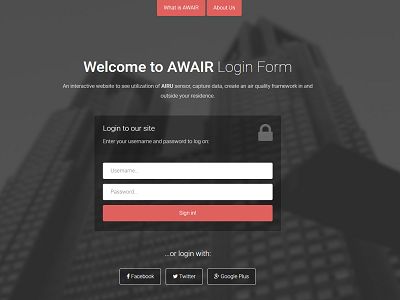 What is AWAIR
About Us
Welcome to AWAIR Login Form
An interactive website to see utilization of AIRU sensor, capture data, create an air quality framework in and
outside your residence.
Login to our site
Enter your username and password to log on:
Username...
Password...
Sign in!
...or login with:
Facebook
Twitter
Google Plus